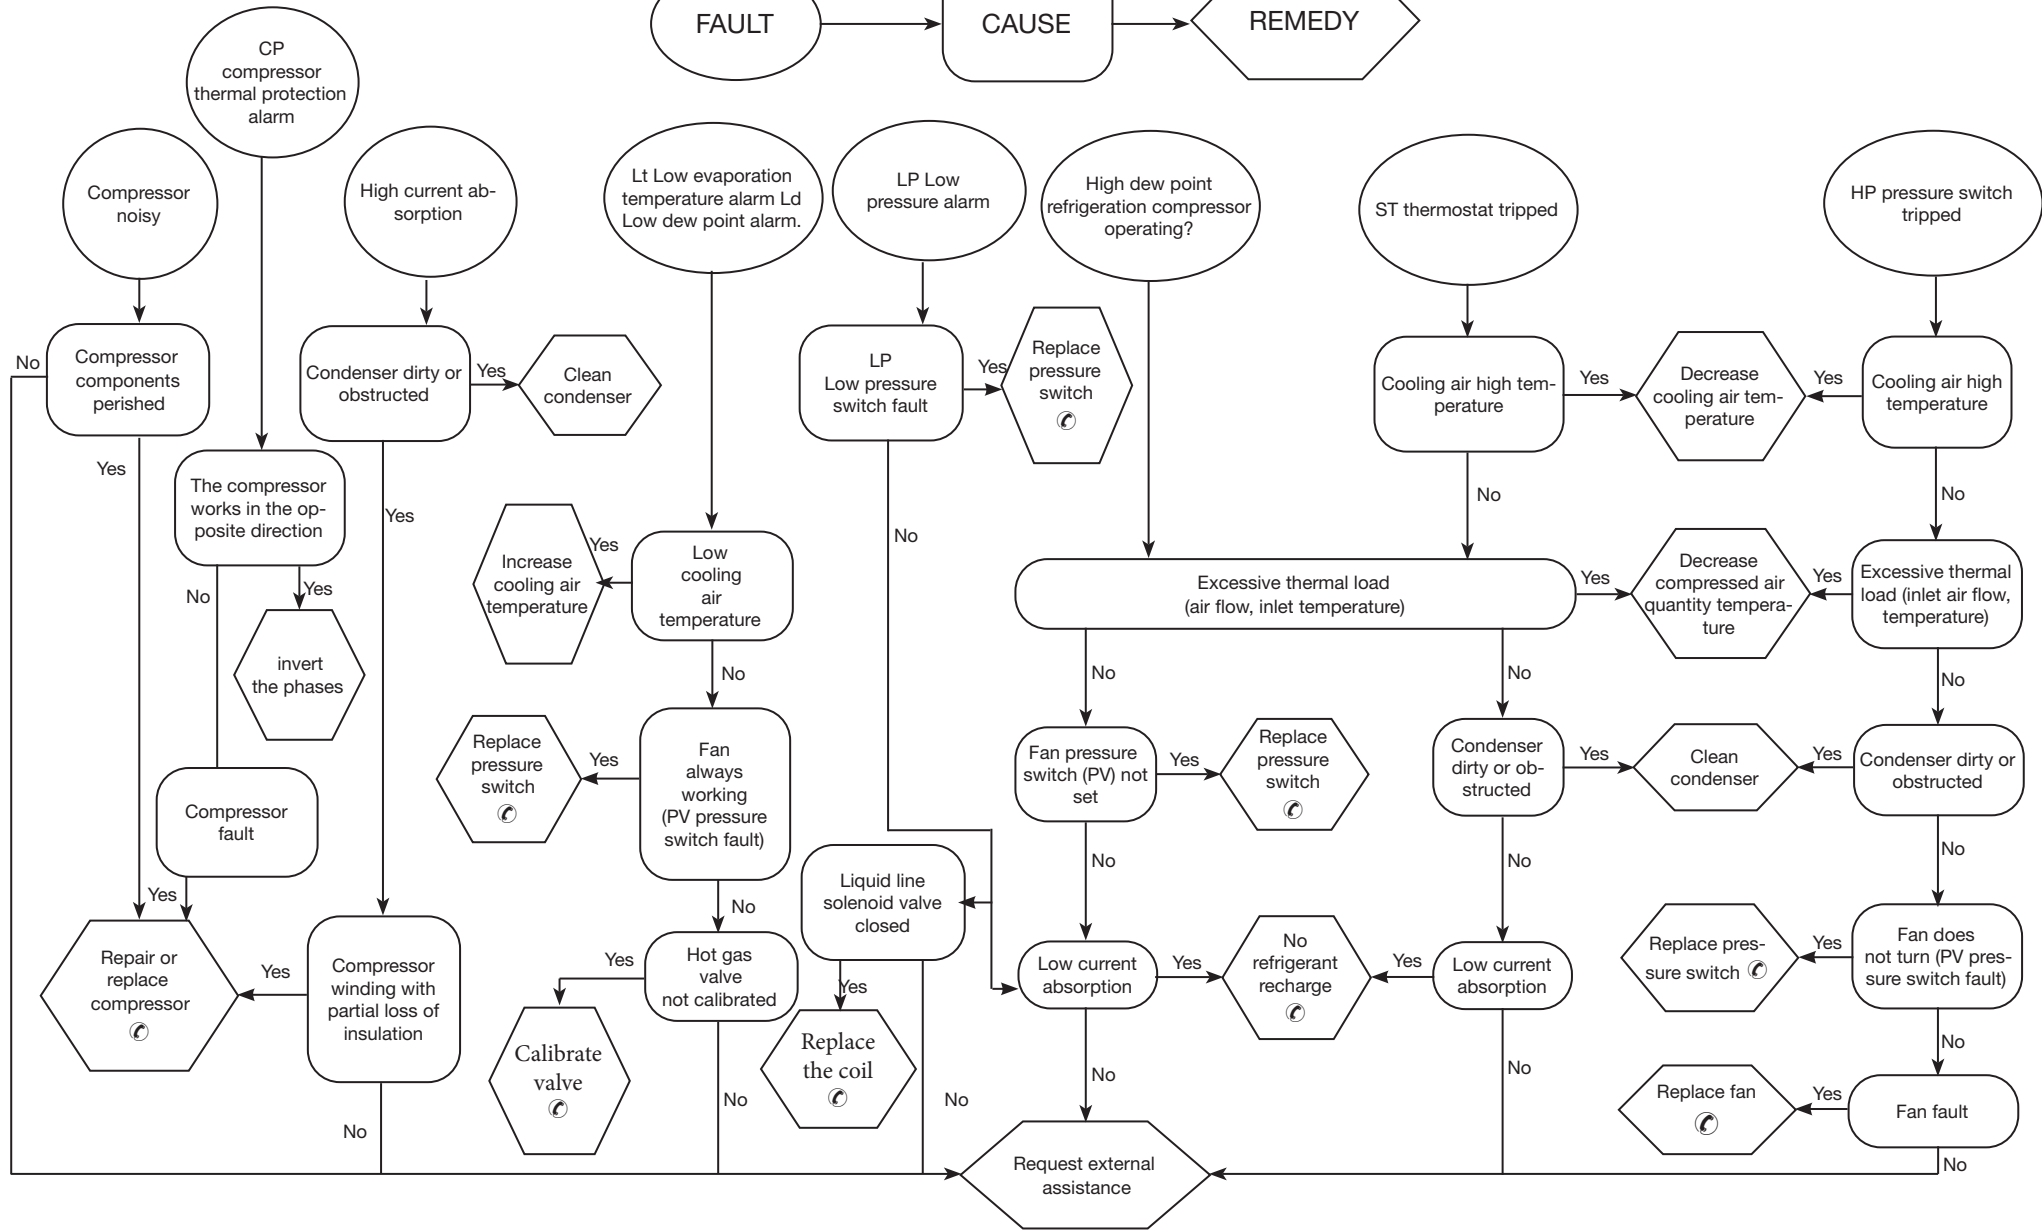 FAULT
CAUSE
REMEDY
CP
compressor
thermal protection
alarm
Compressor
noisy
High current ab-
sorption
Lt Low evaporation
temperature alarm Ld
Low dew point alarm.
LP Low
pressure alarm
High dew point
refrigeration compressor
operating?
ST thermostat tripped
HP pressure switch
tripped
No
Compressor
components
perished
Condenser dirty or
obstructed
Yes
Clean
condenser
LP
Low pressure
switch fault
Yes
Replace
pressure
switch
Cooling air high tem-
perature
Yes
Decrease
cooling air tem-
perature
Yes
Cooling air high
temperature
Yes
The compressor
works in the op-
posite direction
Yes
No
No
No
Increase
cooling air
temperature
Yes
Low
cooling
air
temperature
Excessive thermal load
(air flow, inlet temperature)
Yes
Decrease
compressed air
quantity tempera-
ture
Yes
Excessive thermal
load (inlet air flow,
temperature)
No
Yes
invert
the phases
No
No
No
No
Replace
pressure
switch
Yes
Fan
always
working
(PV pressure
switch fault)
Fan pressure
switch (PV) not
set
Yes
Replace
pressure
switch
Condenser
dirty or ob-
structed
Yes
Clean
condenser
Yes
Condenser dirty or
obstructed
Compressor
fault
No
No
No
Yes
Liquid line
solenoid valve
closed
No
Repair or
replace
compressor
Yes
Compressor
winding with
partial loss of
insulation
Yes
Hot gas
valve
not calibrated
Yes
Low current
absorption
Yes
No
refrigerant
recharge
Yes
Low current
absorption
Replace pres-
sure switch
Yes
Fan does
not turn (PV pres-
sure switch fault)
Calibrate
valve
Replace
the coil
No
No
No
No
No
Replace fan
Yes
Fan fault
No
Request external
assistance
No